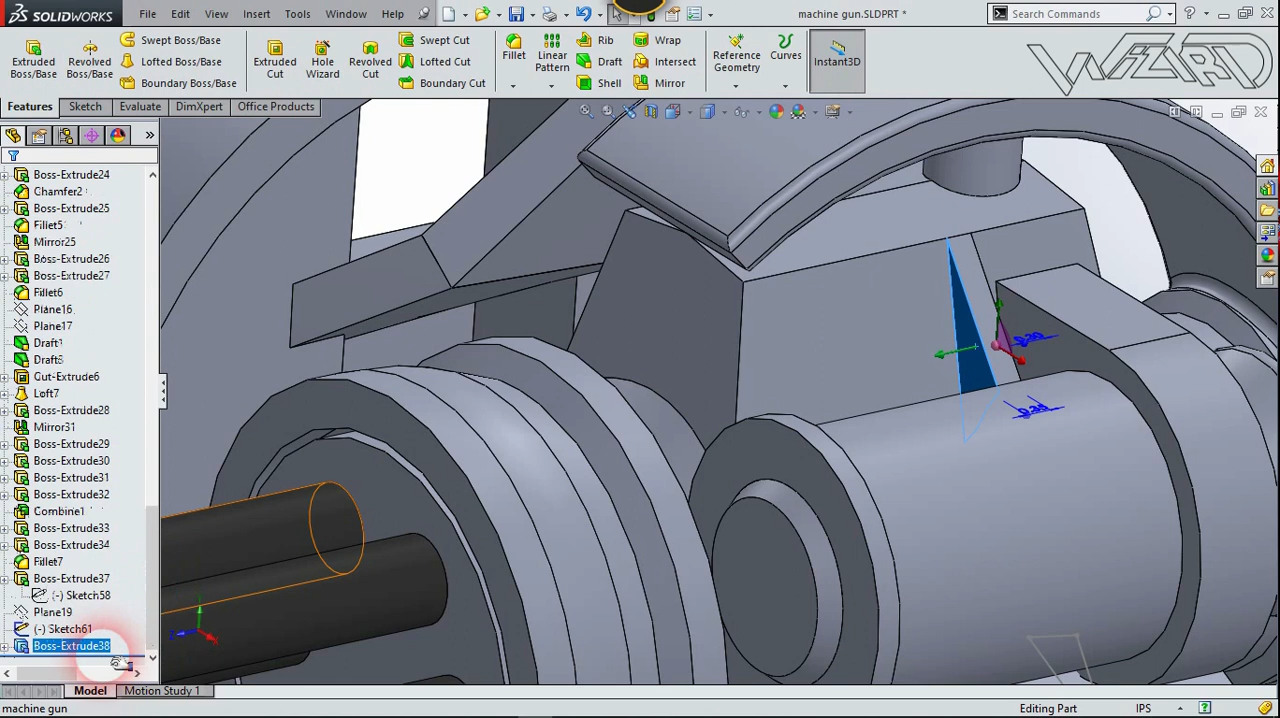 SOLIDWORKS File Edit View Insert Tools Window Help machine gun.SLDPRT * Search Commands
Extruded Boss/Base
Revolved Boss/Base
Swept Boss/Base
Lofted Boss/Base
Boundary Boss/Base
Extruded Cut
Hole Wizard
Revolved Cut
Swept Cut
Lofted Cut
Boundary Cut
Fillet
Linear Pattern
Rib
Draft
Shell
Wrap
Intersect
Mirror
Reference Geometry
Curves
Instant3D
WIZARD
Features Sketch Evaluate DimXpert Office Products
Boss-Extrude24
Chamfer2
Boss-Extrude25
Fillet5
Mirror25
Boss-Extrude26
Boss-Extrude27
Fillet6
Plane16
Plane17
Draft1
Cut-Extrude6
Loft7
Boss-Extrude28
Mirror31
Boss-Extrude29
Boss-Extrude30
Boss-Extrude31
Boss-Extrude32
Combine1
Boss-Extrude33
Boss-Extrude34
Fillet7
Boss-Extrude37
(-) Sketch58
Plane19
(-) Sketch61
Boss-Extrude38
Model Motion Study 1
machine gun Editing Part IPS